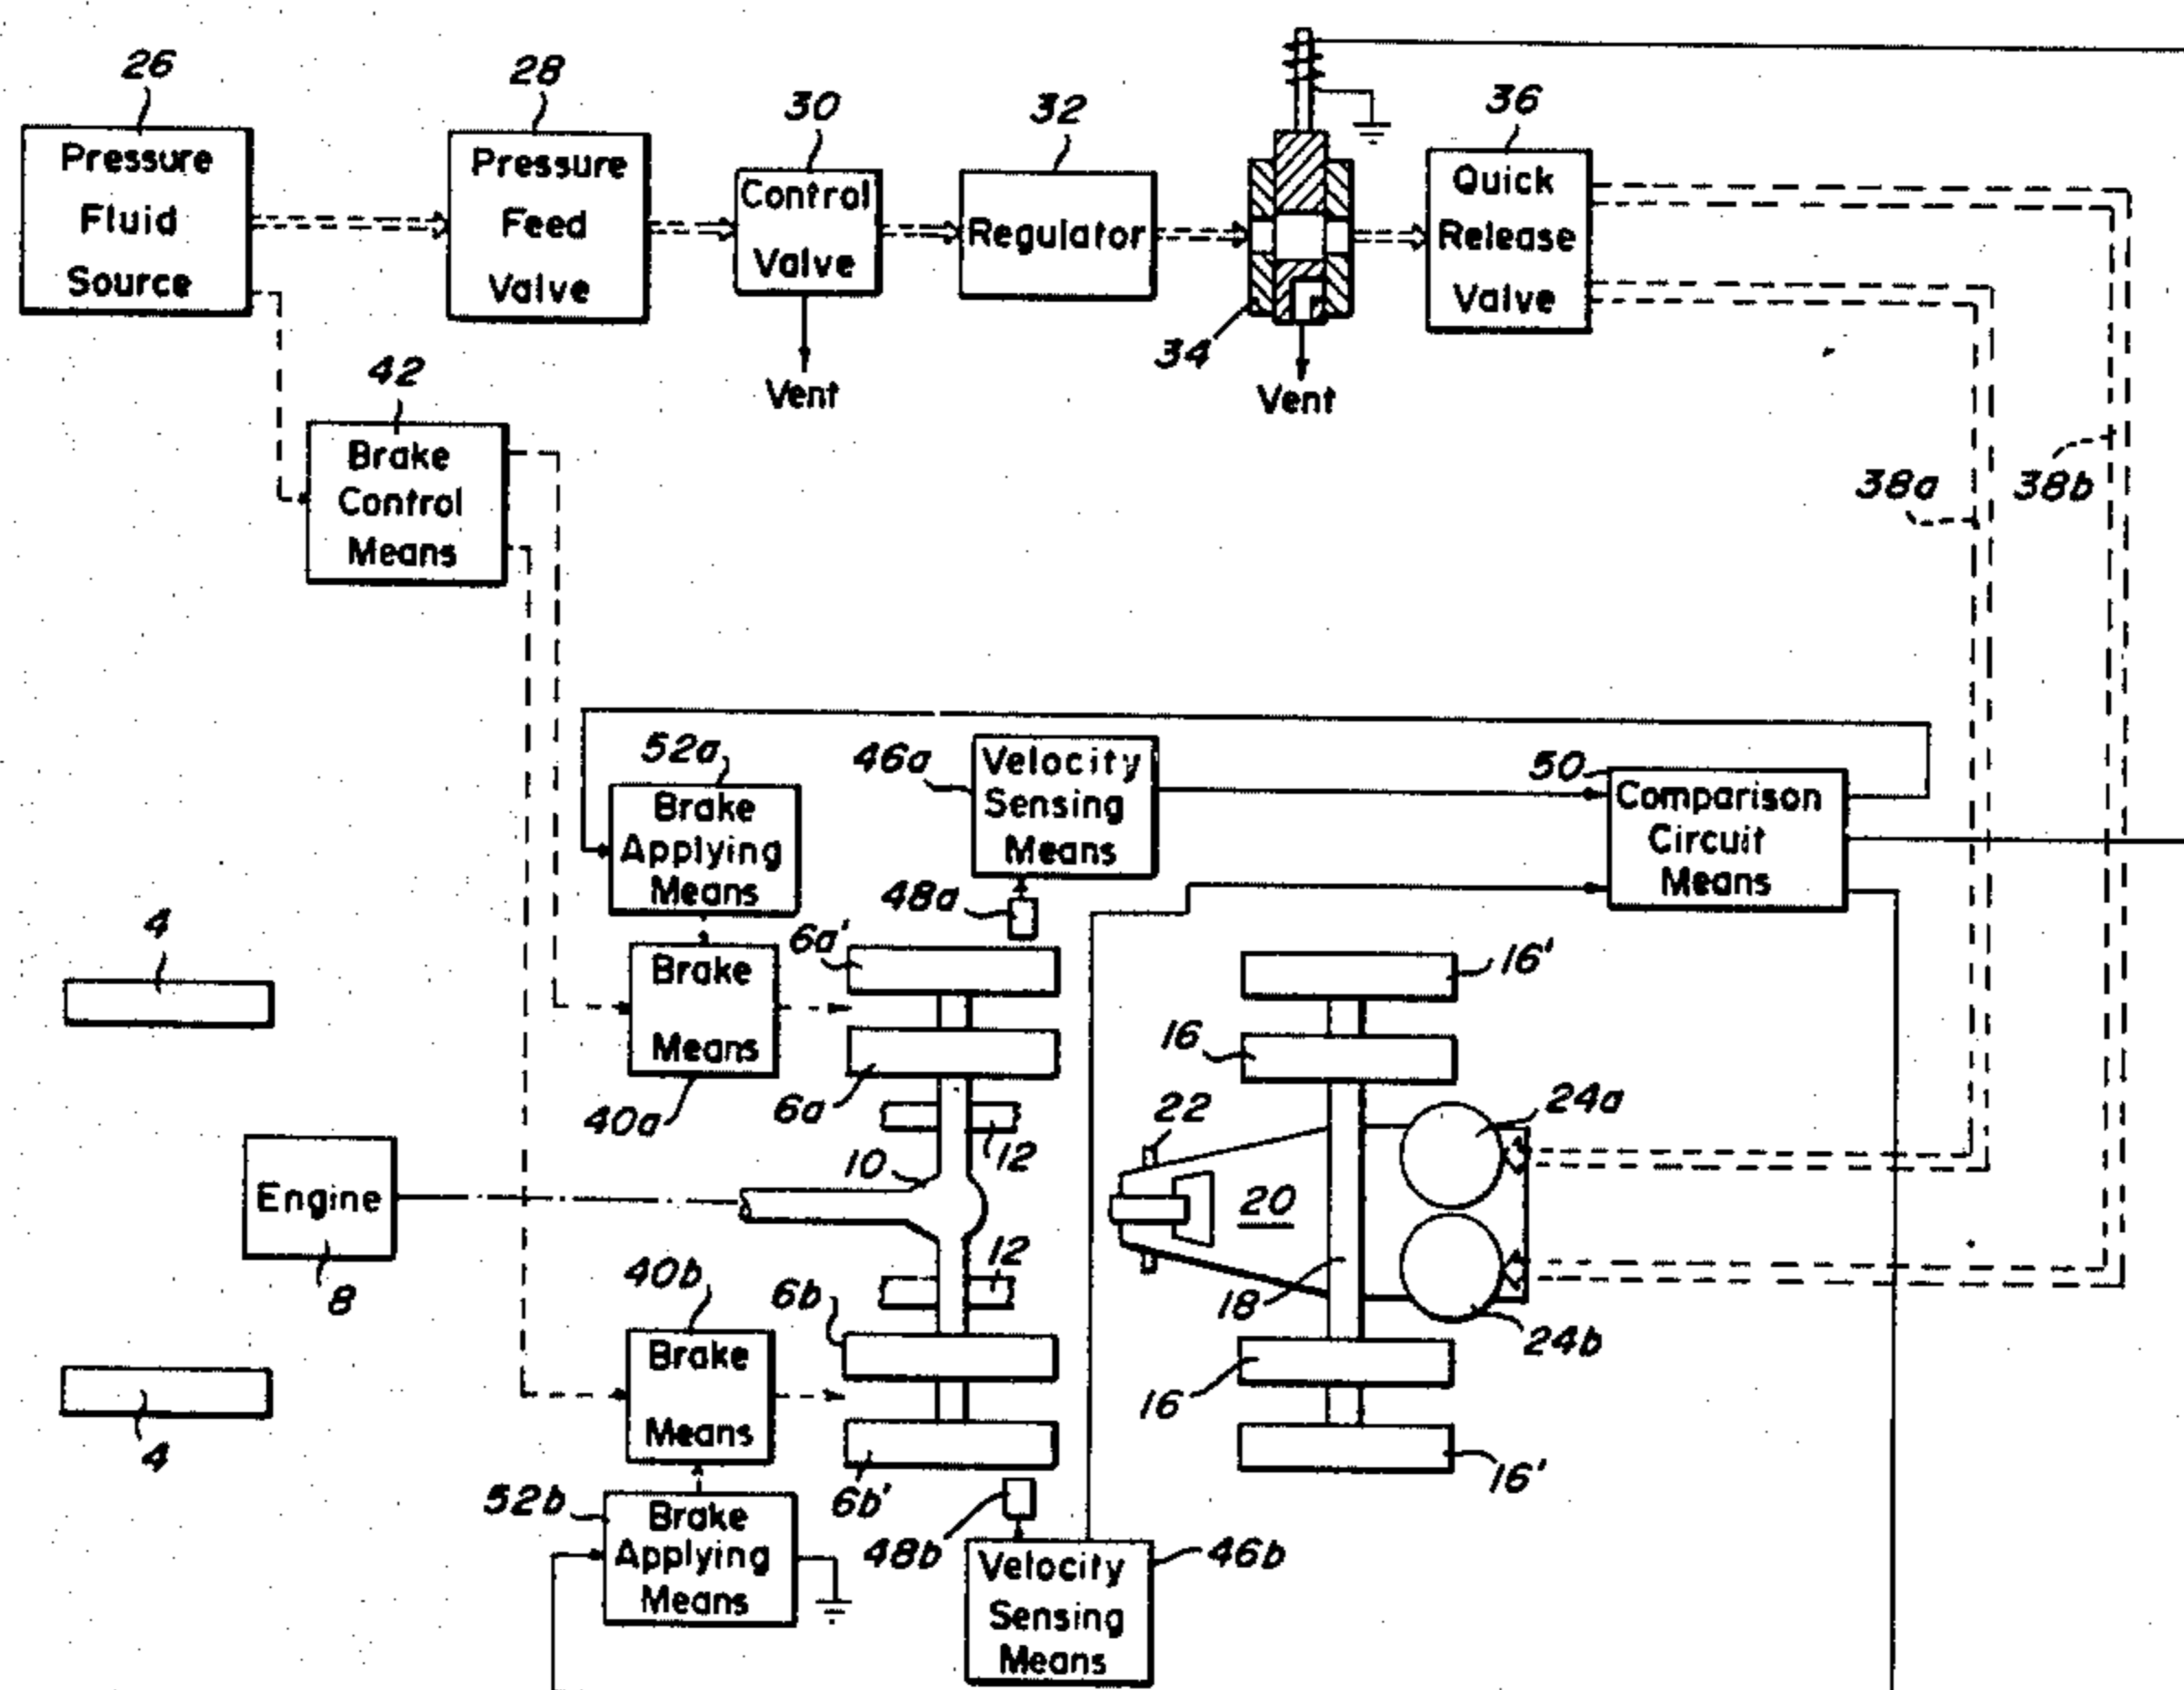 26
28
30
32
36
Pressure
Fluid
Source
Pressure
Feed
Valve
Control
Valve
Regulator
Quick
Release
Valve
34
Vent
Vent
42
Brake
Control
Means
38a
38b
52a
Brake
Applying
Means
46a
Velocity
Sensing
Means
50
Comparison
Circuit
Means
48a
4
6a'
Brake
Means
40a
6a
16'
16
22
24a
12
10
20
Engine
8
12
40b
6b
18
24b
Brake
Means
16
4
6b'
16'
52b
Brake
Applying
Means
48b
46b
Velocity
Sensing
Means